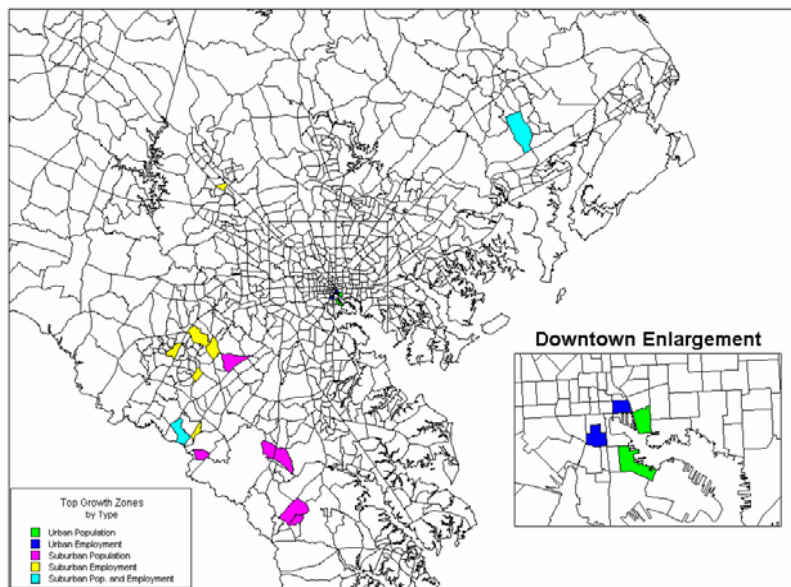 Downtown Enlargement
Top Growth Zones
by Type
Urban Population
Urban Employment
Suburban Population
Suburban Employment
Suburban Pop. and Employment